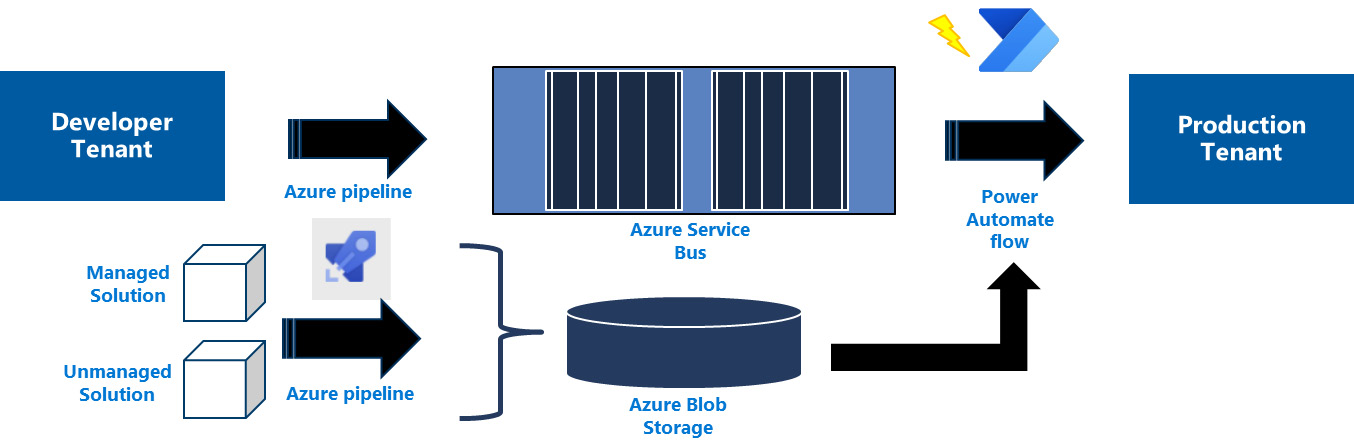 Developer
Tenant
Azure pipeline
Azure Service
Bus
Power
Automate
flow
Production
Tenant
Managed
Solution
Unmanaged
Solution
Azure pipeline
Azure Blob
Storage